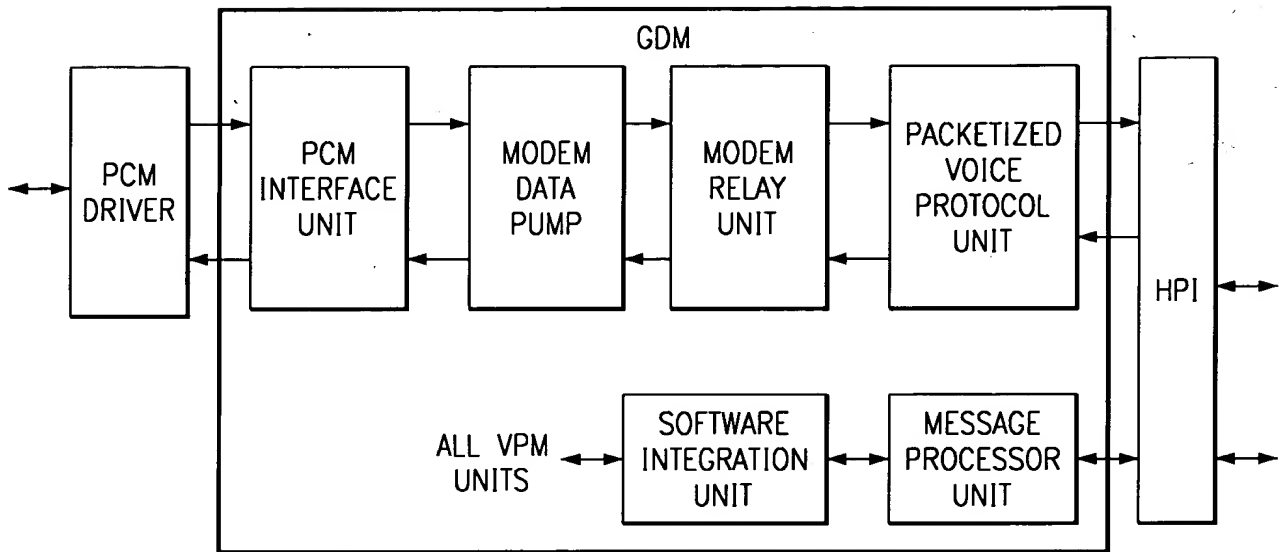 GDM
PCM
DRIVER
PCM
INTERFACE
UNIT
MODEM
DATA
PUMP
MODEM
RELAY
UNIT
PACKETIZED
VOICE
PROTOCOL
UNIT
HPI
ALL VPM
UNITS
SOFTWARE
INTEGRATION
UNIT
MESSAGE
PROCESSOR
UNIT